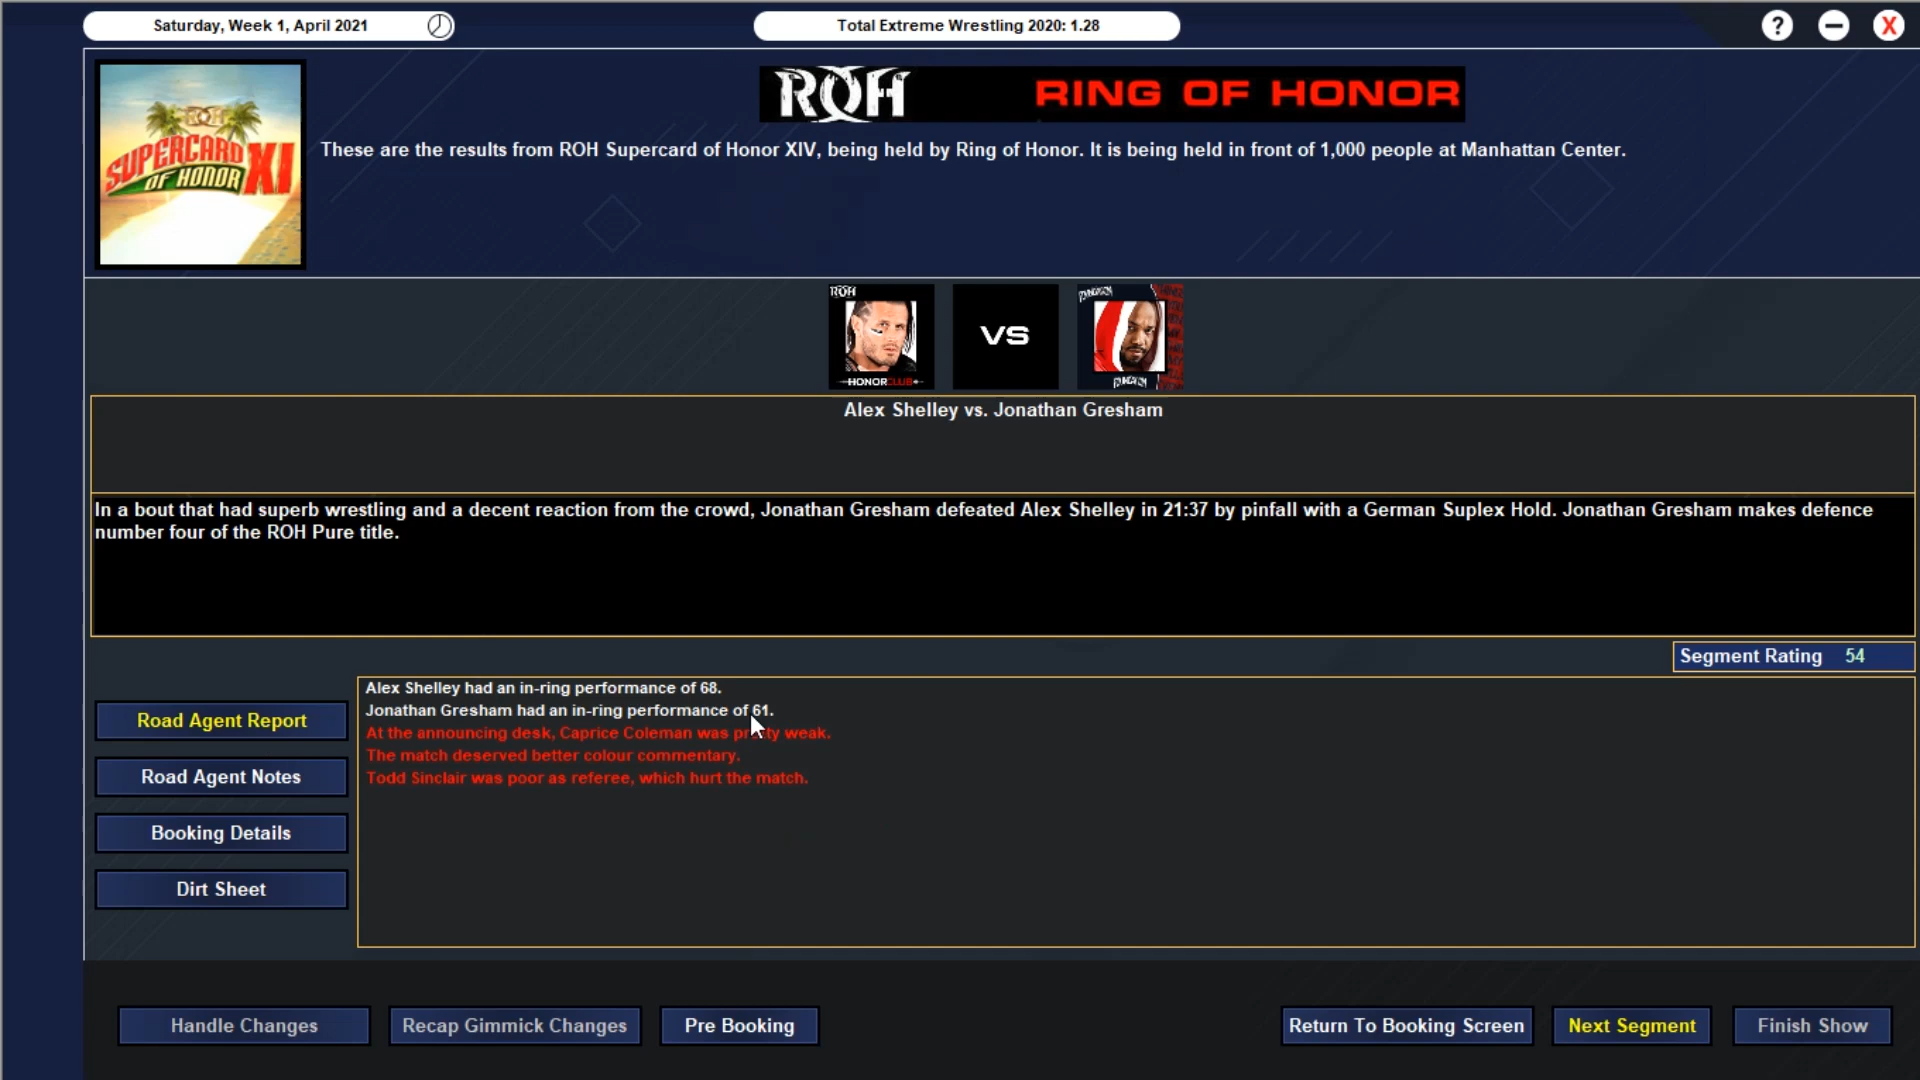 Saturday, Week 1, April 2021
Total Extreme Wrestling 2020: 1.28
?
X
ROH
SUPERCARD
OF HONOR XI
ROH RING OF HONOR
These are the results from ROH Supercard of Honor XIV, being held by Ring of Honor. It is being held in front of 1,000 people at Manhattan Center.
ROH
HONORCLUB
VS
FOUNDATION
FOUNDATION
Alex Shelley vs. Jonathan Gresham
In a bout that had superb wrestling and a decent reaction from the crowd, Jonathan Gresham defeated Alex Shelley in 21:37 by pinfall with a German Suplex Hold. Jonathan Gresham makes defence
number four of the ROH Pure title.
Segment Rating 54
Road Agent Report
Road Agent Notes
Booking Details
Dirt Sheet
Alex Shelley had an in-ring performance of 68.
Jonathan Gresham had an in-ring performance of 61.
At the announcing desk, Caprice Coleman was pretty weak.
The match deserved better colour commentary.
Todd Sinclair was poor as referee, which hurt the match.
Handle Changes
Recap Gimmick Changes
Pre Booking
Return To Booking Screen
Next Segment
Finish Show